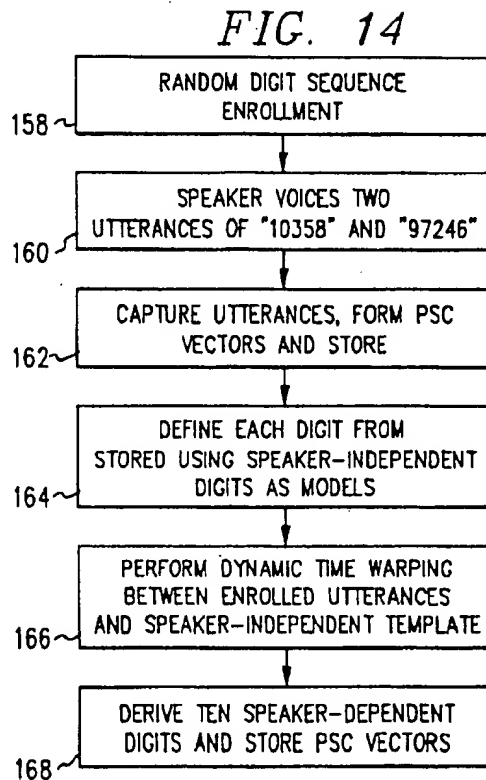 FIG. 14
RANDOM DIGIT SEQUENCE
ENROLLMENT
158
SPEAKER VOICES TWO
UTTERANCES OF "10358" AND "97246"
160
CAPTURE UTTERANCES, FORM PSC
VECTORS AND STORE
162
DEFINE EACH DIGIT FROM
STORED USING SPEAKER-INDEPENDENT
DIGITS AS MODELS
164
PERFORM DYNAMIC TIME WARPING
BETWEEN ENROLLED UTTERANCES
AND SPEAKER-INDEPENDENT TEMPLATE
166
DERIVE TEN SPEAKER-DEPENDENT
DIGITS AND STORE PSC VECTORS
168